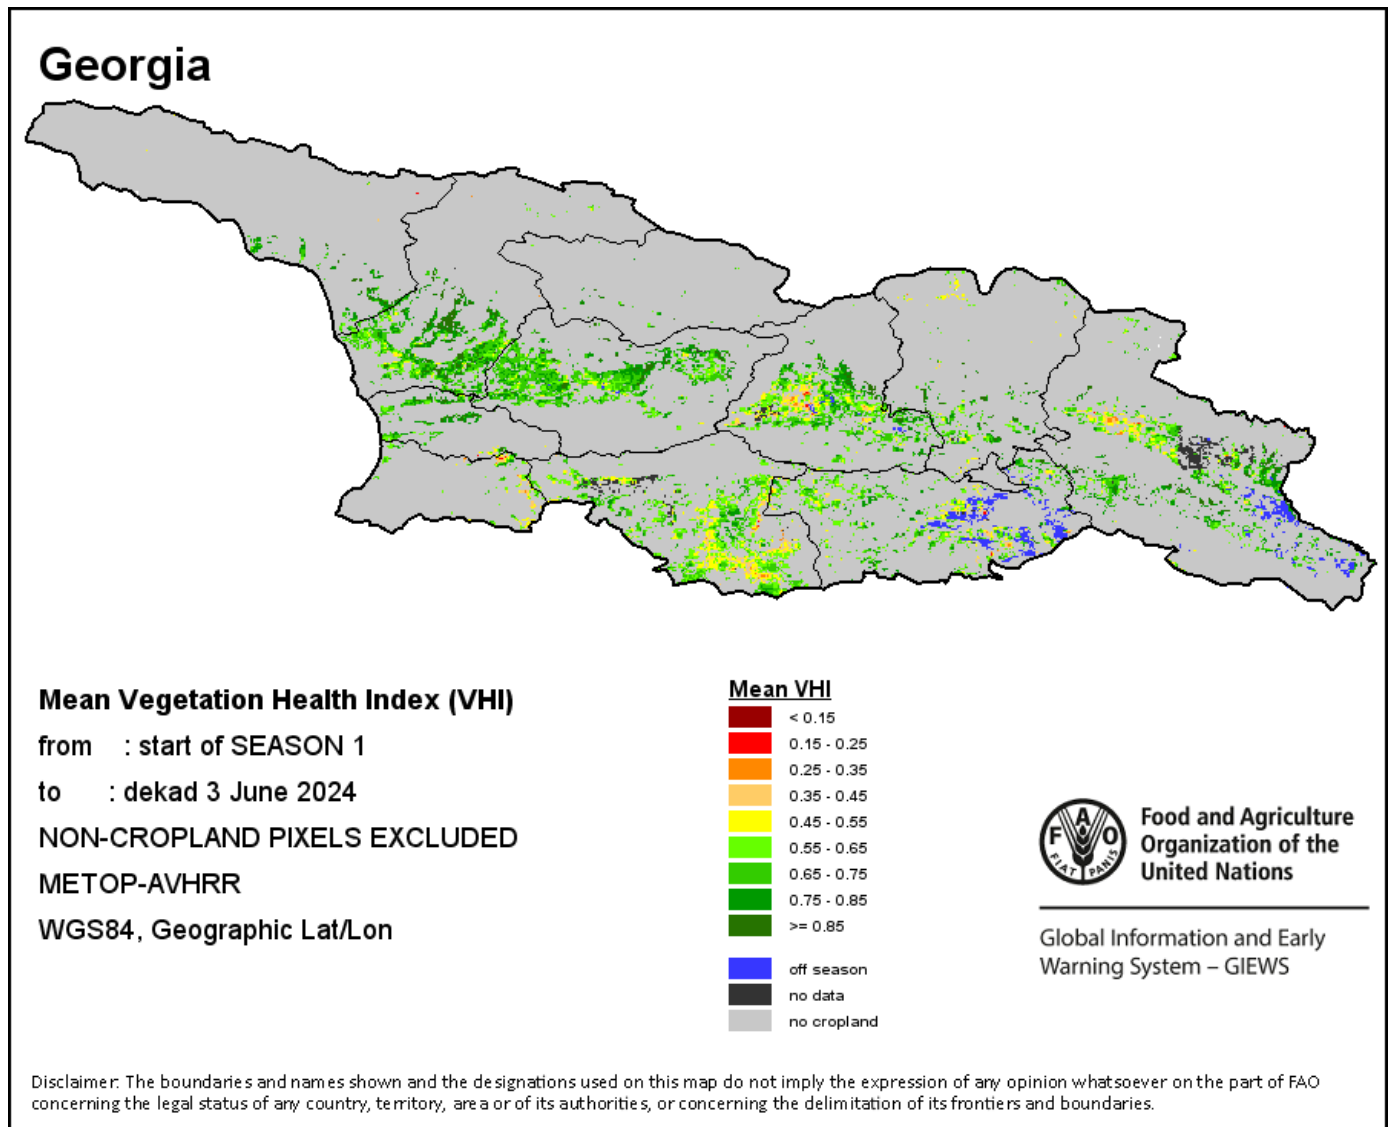 Georgia
Mean Vegetation Health Index (VHI)
from : start of SEASON 1
to : dekad 3 June 2024
NON-CROPLAND PIXELS EXCLUDED
METOP-AVHRR
WGS84, Geographic Lat/Lon
Mean VHI
< 0.15
0.15 - 0.25
0.25 - 0.35
0.35 - 0.45
0.45 - 0.55
0.55 - 0.65
0.65 - 0.75
0.75 - 0.85
>= 0.85
off season
no data
no cropland
F A O
FIAT PANIS
Food and Agriculture
Organization of the
United Nations
Global Information and Early
Warning System – GIEWS
Disclaimer: The boundaries and names shown and the designations used on this map do not imply the expression of any opinion whatsoever on the part of FAO
concerning the legal status of any country, territory, area or of its authorities, or concerning the delimitation of its frontiers and boundaries.